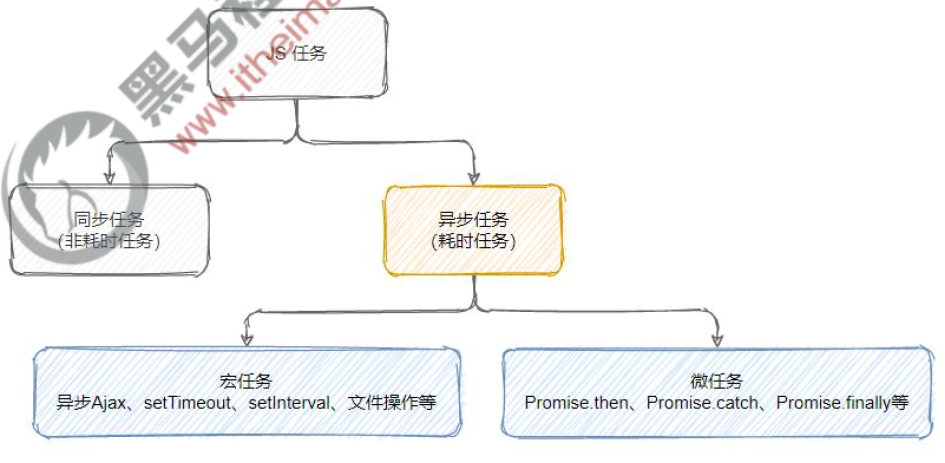 黑马程
www.itheima
JS 任务
同步任务
(非耗时任务)
异步任务
(耗时任务)
宏任务
异步Ajax、setTimeout、setInterval、文件操作等
微任务
Promise.then、Promise.catch、Promise.finally等